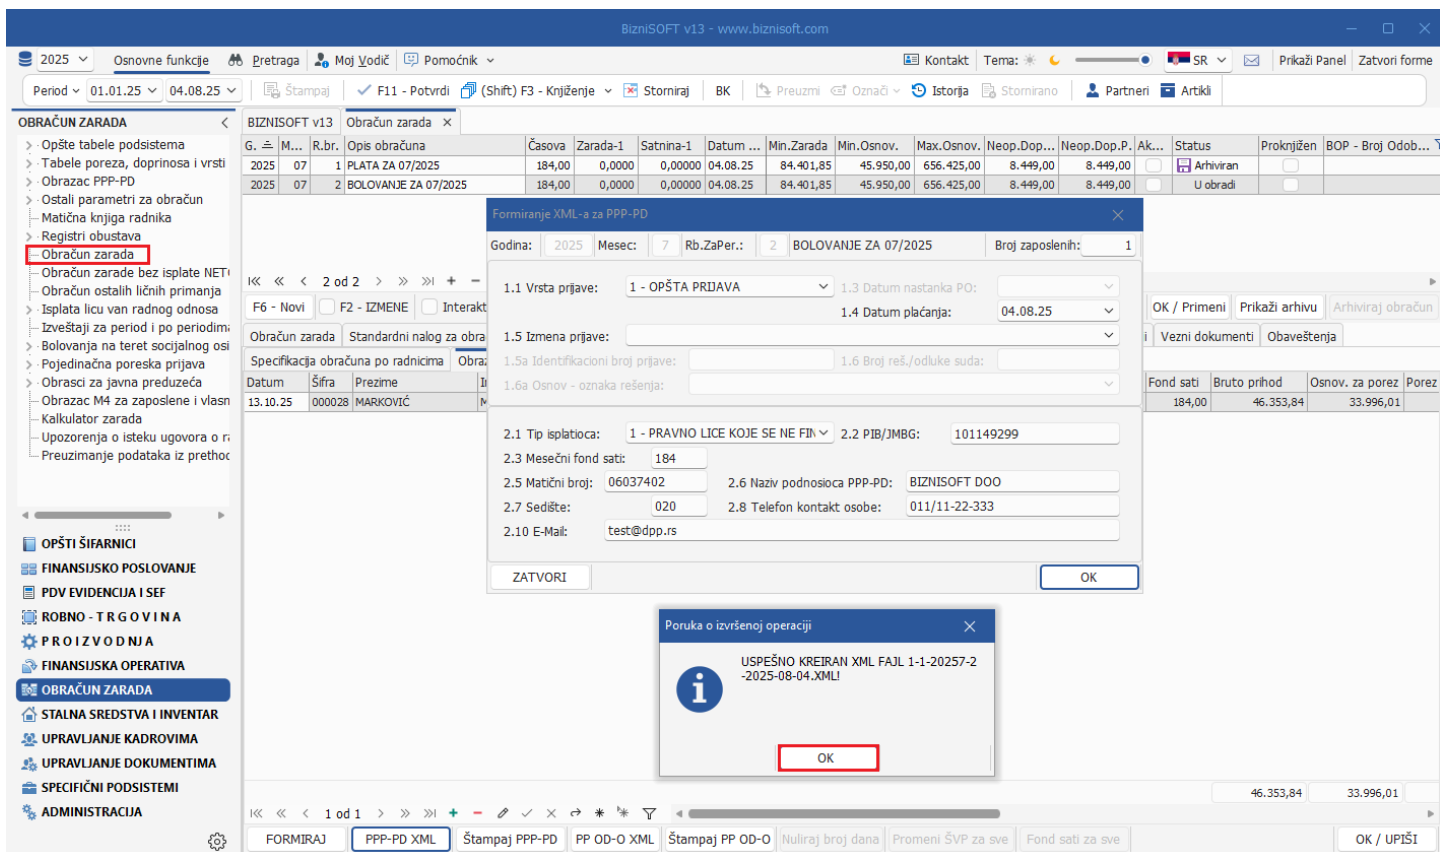 BizniSOFT v13 - www.biznisoft.com
2025 Osnovne funkcije Pretraga Moj Vodič Pomoćnik Kontakt Tema: SR Prikaži Panel Zatvori forme
Period 01.01.25 04.08.25 Štampaj F11 - Potvrdi (Shift) F3 - Knjiženje Storniraj BK Preuzmi Označi Istorija Stornirano Partneri Artikli
OBRAČUN ZARADA
Opšte tabele podsistema
Tabele poreza, doprinosa i vrsti
Obrazac PPP-PD
Ostali parametri za obračun
Matična knjiga radnika
Registri obustava
Obračun zarada
Obračun zarade bez isplate NET
Obračun ostalih ličnih primanja
Isplata licu van radnog odnosa
Izveštaji za period i po periodima
Bolovanja na teret socijalnog osi
Pojedinačna poreska prijava
Obrasci za javna preduzeća
Obrazac M4 za zaposlene i vlasn
Kalkulator zarada
Upozorenja o isteku ugovora o ra
Preuzimanje podataka iz prethod
OPŠTI ŠIFARNICI
FINANSIJSKO POSLOVANJE
PDV EVIDENCIJA I SEF
ROBNO - T R G O V I N A
P R O I Z V O D NJ A
FINANSIJSKA OPERATIVA
OBRAČUN ZARADA
STALNA SREDSTVA I INVENTAR
UPRAVLJANJE KADROVIMA
UPRAVLJANJE DOKUMENTIMA
SPECIFIČNI PODSISTEMI
ADMINISTRACIJA
BIZNISOFT v13 Obračun zarada
G. M... R.br. Opis obračuna Časova Zarada-1 Satnina-1 Datum ... Min.Zarada Min.Osnov. Max.Osnov. Neop.Dop... Neop.Dop.P. Ak... Status Proknjižen BOP - Broj Odob...
2025 07 1 PLATA ZA 07/2025 184,00 0,0000 0,00000 04.08.25 84.401,85 45.950,00 656.425,00 8.449,00 8.449,00 Arhiviran
2025 07 2 BOLOVANJE ZA 07/2025 184,00 0,0000 0,00000 04.08.25 84.401,85 45.950,00 656.425,00 8.449,00 8.449,00 U obradi
2 od 2
F6 - Novi F2 - IZMENE Interakt OK / Primeni Prikaži arhivu Arhiviraj obračun
Obračun zarada Standardni nalog za obra i Vezni dokumenti Obaveštenja
Specifikacija obračuna po radnicima Obraz
Datum Šifra Prezime Fond sati Bruto prihod Osnov. za porez Porez
13.10.25 000028 MARKOVIĆ M 184,00 46.353,84 33.996,01
Formiranje XML-a za PPP-PD
Godina: 2025 Mesec: 7 Rb.ZaPer.: 2 BOLOVANJE ZA 07/2025 Broj zaposlenih: 1
1.1 Vrsta prijave: 1 - OPŠTA PRIJAVA 1.3 Datum nastanka PO:
1.4 Datum plaćanja: 04.08.25
1.5 Izmena prijave:
1.5a Identifikacioni broj prijave: 1.6 Broj reš./odluke suda:
1.6a Osnov - oznaka rešenja:
2.1 Tip isplatioca: 1 - PRAVNO LICE KOJE SE NE FIN 2.2 PIB/JMBG: 101149299
2.3 Mesečni fond sati: 184
2.5 Matični broj: 06037402 2.6 Naziv podnosioca PPP-PD: BIZNISOFT DOO
2.7 Sedište: 020 2.8 Telefon kontakt osobe: 011/11-22-333
2.10 E-Mail: test@dpp.rs
ZATVORI OK
Poruka o izvršenoj operaciji
USPEŠNO KREIRAN XML FAJL 1-1-20257-2
-2025-08-04.XML!
OK
46.353,84 33.996,01
1 od 1
FORMIRAJ PPP-PD XML Štampaj PPP-PD PP OD-O XML Štampaj PP OD-O Nuliraj broj dana Promeni ŠVP za sve Fond sati za sve OK / UPIŠI